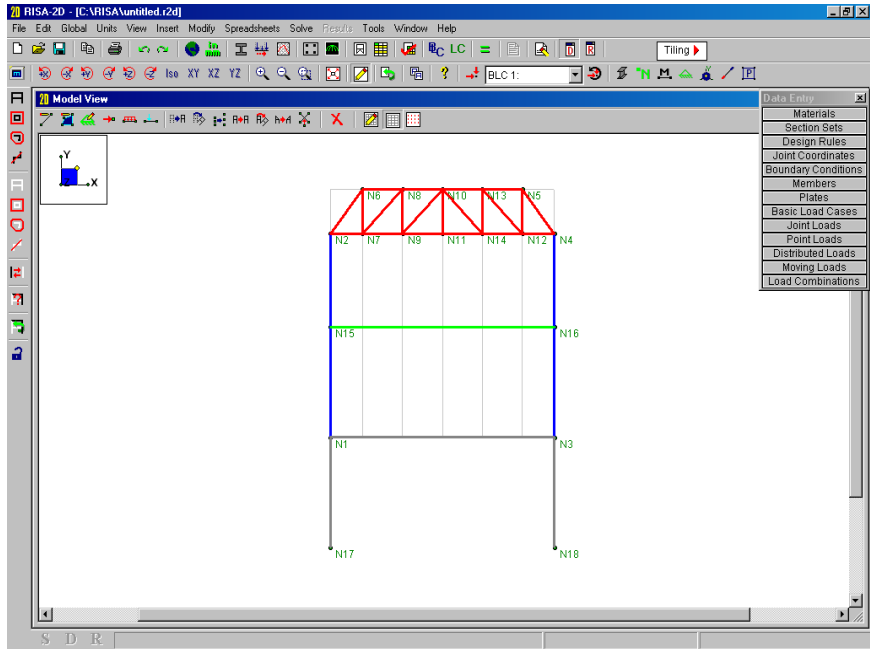 RISA-2D - [C:\RISA\untitled.r2d]
File Edit Global Units View Insert Modify Spreadsheets Solve Results Tools Window Help
LC = D R Tiling
Iso XY XZ YZ BLC 1:
Model View
Data Entry
Materials
Section Sets
Design Rules
Joint Coordinates
Boundary Conditions
Members
Plates
Basic Load Cases
Joint Loads
Point Loads
Distributed Loads
Moving Loads
Load Combinations
Y
Z X
N6 N8 N10 N13 N5
N2 N7 N9 N11 N14 N12 N4
N15 N16
N1 N3
N17 N18
S D R